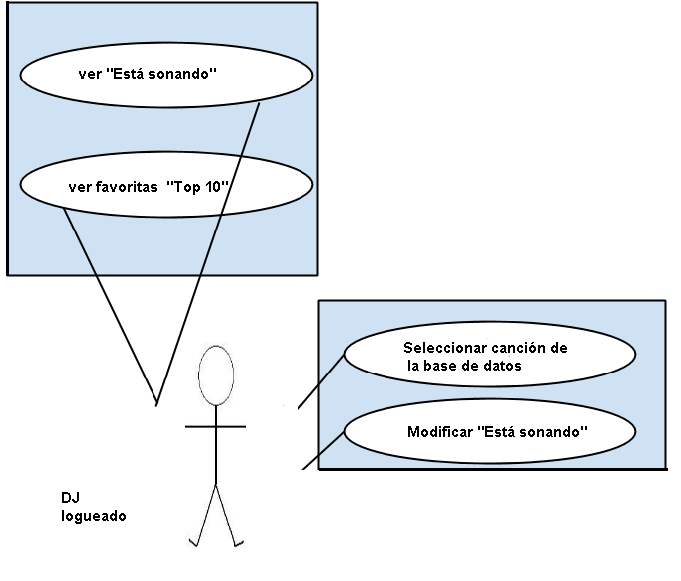 ver "Está sonando"
ver favoritas "Top 10"
Seleccionar canción de
la base de datos
Modificar "Está sonando"
DJ
logueado